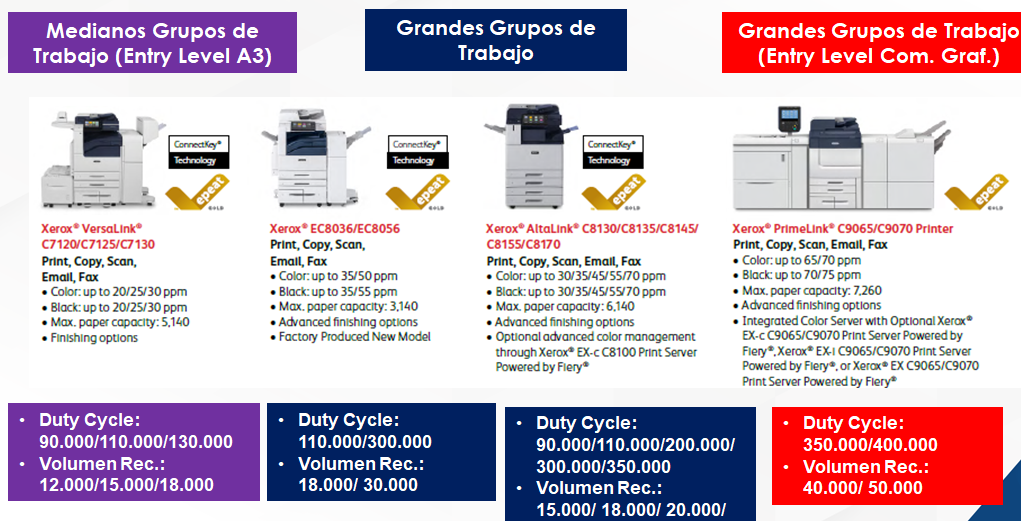 Medianos Grupos de
Trabajo (Entry Level A3)
Grandes Grupos de
Trabajo
Grandes Grupos de Trabajo
(Entry Level Com. Graf.)
ConnectKey®
Technology
epeat
GOLD
ConnectKey®
Technology
epeat
GOLD
ConnectKey®
Technology
epeat
GOLD
epeat
GOLD
Xerox® VersaLink®
C7120/C7125/C7130
Print, Copy, Scan,
Email, Fax
• Color: up to 20/25/30 ppm
• Black: up to 20/25/30 ppm
• Max. paper capacity: 5,140
• Finishing options
Xerox® EC8036/EC8056
Print, Copy, Scan,
Email, Fax
• Color: up to 35/50 ppm
• Black: up to 35/55 ppm
• Max. paper capacity: 3,140
• Advanced finishing options
• Factory Produced New Model
Xerox® AltaLink® C8130/C8135/C8145/
C8155/C8170
Print, Copy, Scan, Email, Fax
• Color: up to 30/35/45/55/70 ppm
• Black: up to 30/35/45/55/70 ppm
• Max. paper capacity: 6,140
• Advanced finishing options
• Optional advanced color management
through Xerox® EX-c C8100 Print Server
Powered by Fiery®
Xerox® PrimeLink® C9065/C9070 Printer
Print, Copy, Scan, Email, Fax
• Color: up to 65/70 ppm
• Black: up to 70/75 ppm
• Max. paper capacity: 7,260
• Advanced finishing options
• Integrated Color Server with Optional Xerox®
EX-c C9065/C9070 Print Server Powered by
Fiery®, Xerox® EX-i C9065/C9070 Print Server
Powered by Fiery®, or Xerox® EX C9065/C9070
Print Server Powered by Fiery®
• Duty Cycle:
90.000/110.000/130.000
• Volumen Rec.:
12.000/15.000/18.000
• Duty Cycle:
110.000/300.000
• Volumen Rec.:
18.000/ 30.000
• Duty Cycle:
90.000/110.000/200.000/
300.000/350.000
• Volumen Rec.:
15.000/ 18.000/ 20.000/
• Duty Cycle:
350.000/400.000
• Volumen Rec.:
40.000/ 50.000